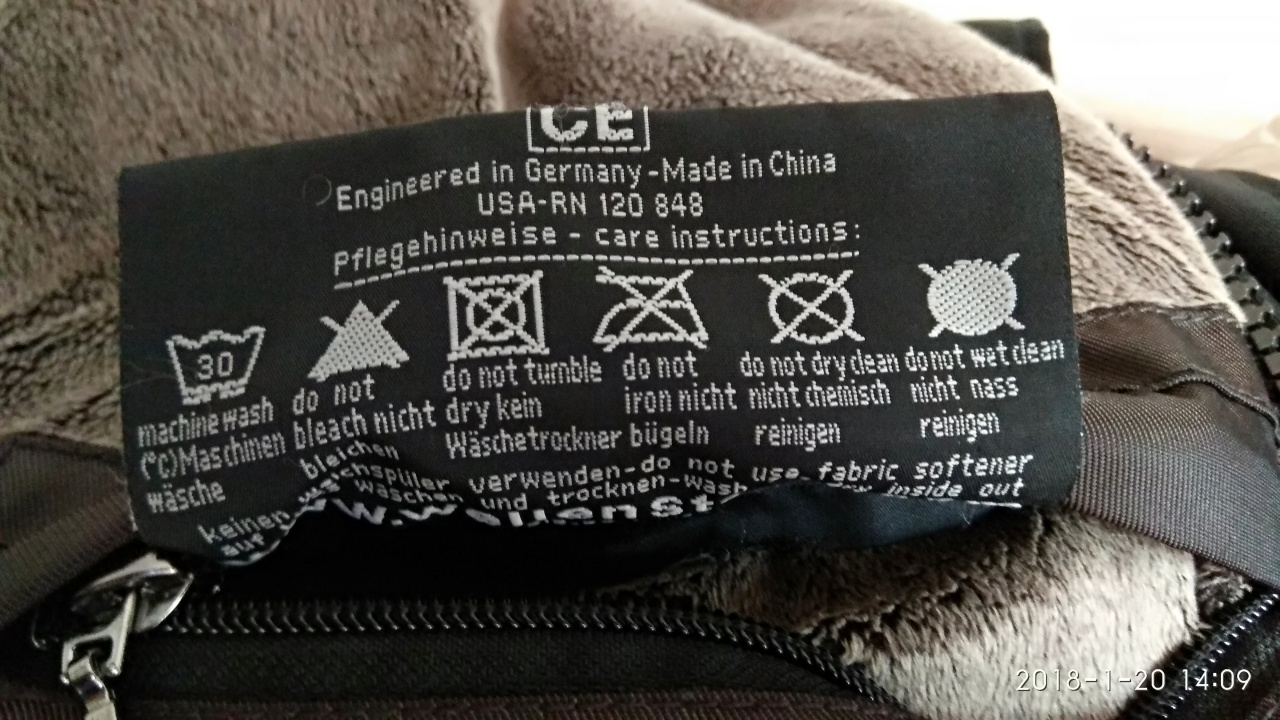 CE
Engineered in Germany-Made in China
USA-RN 120 848
Pflegehinweise - care instructions:
30
machine wash
(°C)Maschinen
wäsche
do not
bleach nicht
bleichen
do not tumble
dry kein
Wäschetrockner
do not
iron nicht
bügeln
do not dry clean
nicht chemisch
reinigen
do not wet clean
nicht nass
reinigen
keinen verwenden-do not use fabric softener
auf waschen und trocknen-wash inside out
2018-1-20 14:09